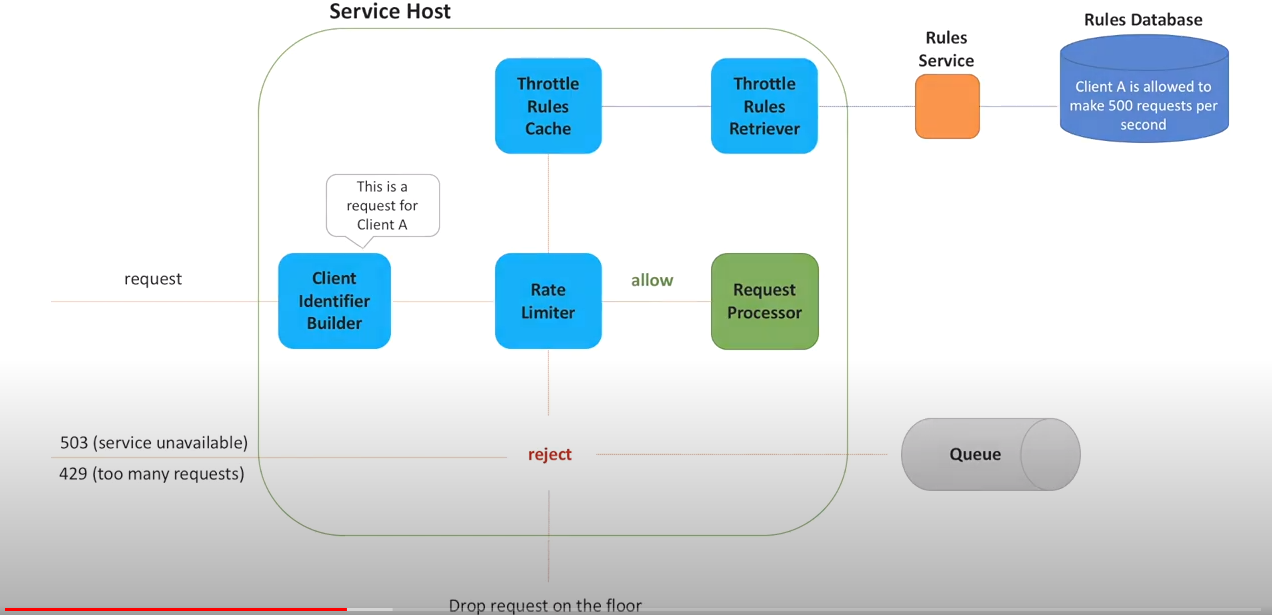 Service Host
Rules Database
Rules
Service
Throttle
Rules
Cache
Throttle
Rules
Retriever
Client A is allowed to
make 500 requests per
second
This is a
request for
Client A
request
Client
Identifier
Builder
Rate
Limiter
allow
Request
Processor
503 (service unavailable)
429 (too many requests)
reject
Queue
Drop request on the floor